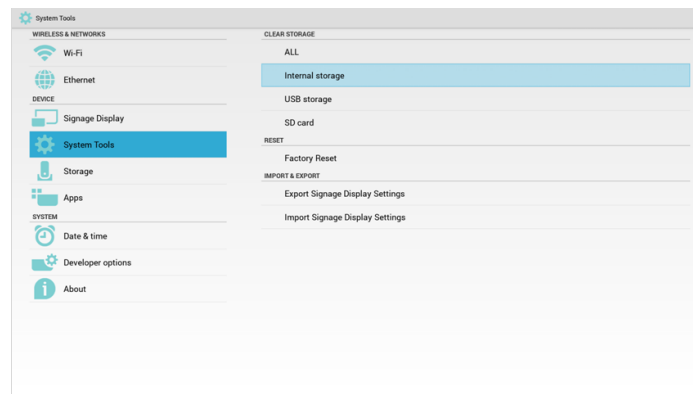 System Tools
WIRELESS & NETWORKS
Wi-Fi
Ethernet
DEVICE
Signage Display
System Tools
Storage
Apps
SYSTEM
Date & time
Developer options
About
CLEAR STORAGE
ALL
Internal storage
USB storage
SD card
RESET
Factory Reset
IMPORT & EXPORT
Export Signage Display Settings
Import Signage Display Settings